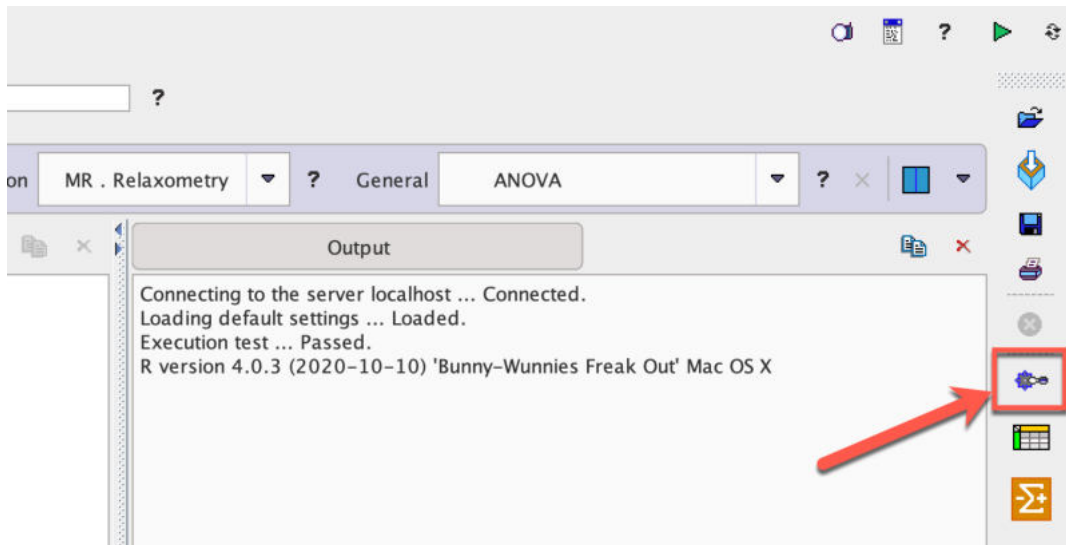 ?
?
on MR . Relaxometry ? General ANOVA ?
Output
Connecting to the server localhost ... Connected.
Loading default settings ... Loaded.
Execution test ... Passed.
R version 4.0.3 (2020-10-10) 'Bunny-Wunnies Freak Out' Mac OS X